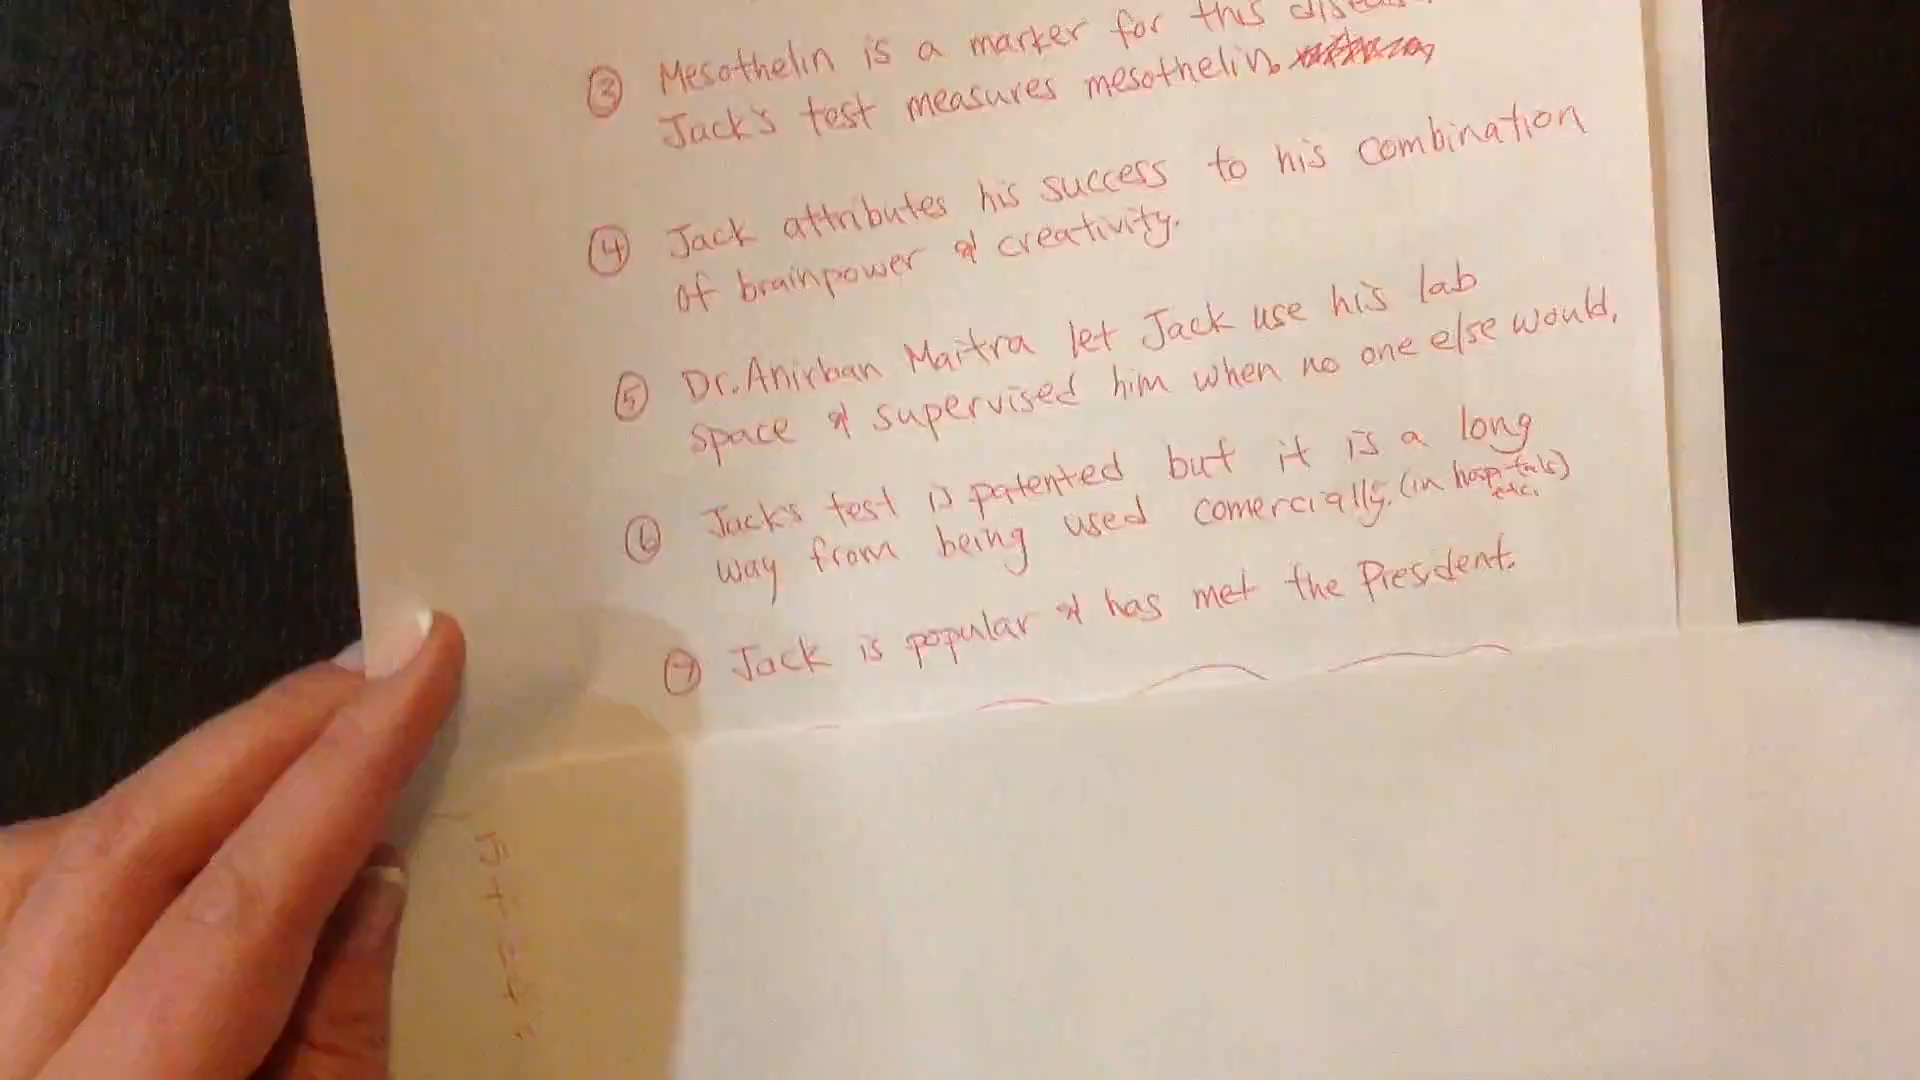 ③ Mesothelin is a marker for this
Jack's test measures mesothelin.
④ Jack attributes his success to his combination
of brainpower & creativity.
⑤ Dr. Anirban Maitra let Jack use his lab
space & supervised him when no one else would.
⑥ Jack's test is patented but it is a long
way from being used comercially. (in hospitals)
etc.
⑦ Jack is popular & has met the President.